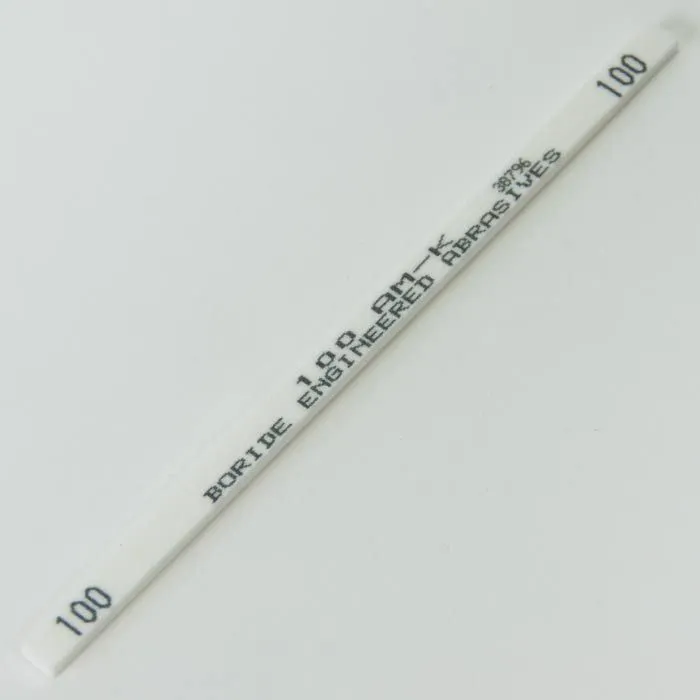 100
38796
100 AM-K
BORIDE ENGINEERED ABRASIVES
100